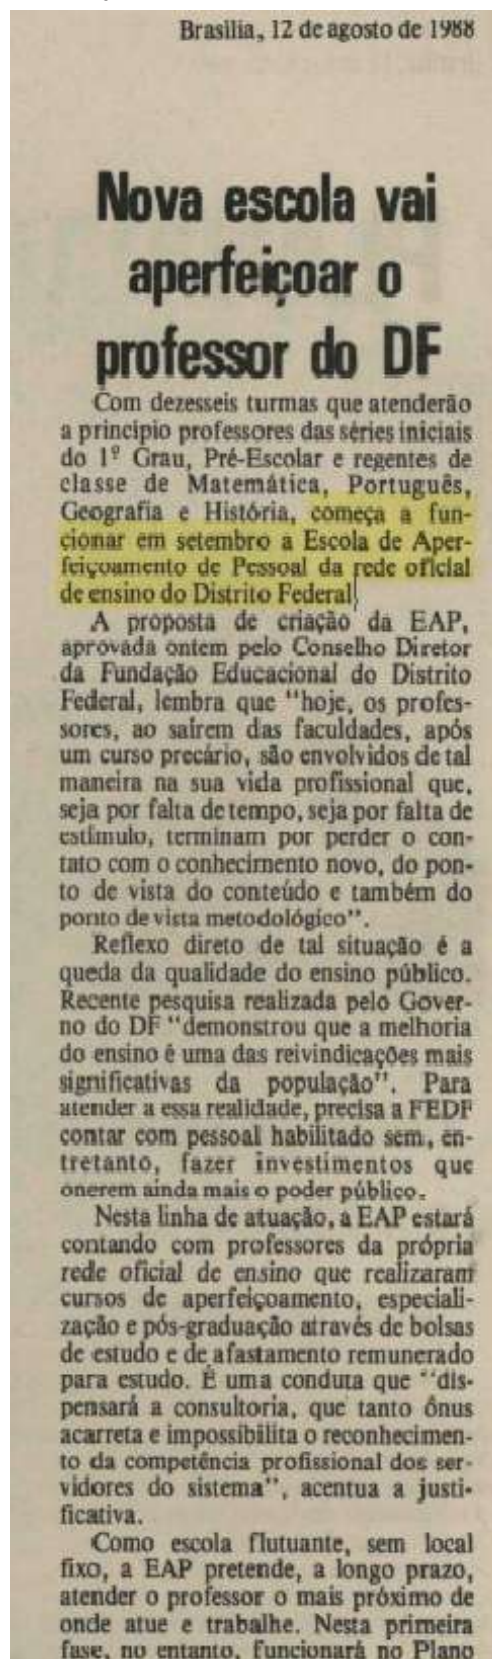 Brasília, 12 de agosto de 1988
Nova escola vai
aperfeiçoar o
professor do DF
Com dezesseis turmas que atenderão
a princípio professores das séries iniciais
do 1º Grau, Pré-Escolar e regentes de
classe de Matemática, Português,
Geografia e História, começa a fun-
cionar em setembro a Escola de Aper-
feiçoamento de Pessoal da rede oficial
de ensino do Distrito Federal.
A proposta de criação da EAP,
aprovada ontem pelo Conselho Diretor
da Fundação Educacional do Distrito
Federal, lembra que "hoje, os profes-
sores, ao saírem das faculdades, após
um curso precário, são envolvidos de tal
maneira na sua vida profissional que,
seja por falta de tempo, seja por falta de
estímulo, terminam por perder o con-
tato com o conhecimento novo, do pon-
to de vista do conteúdo e também do
ponto de vista metodológico".
Reflexo direto de tal situação é a
queda da qualidade do ensino público.
Recente pesquisa realizada pelo Gover-
no do DF "demonstrou que a melhoria
do ensino é uma das reivindicações mais
significativas da população". Para
atender a essa realidade, precisa a FEDF
contar com pessoal habilitado sem, en-
tretanto, fazer investimentos que
onerem ainda mais o poder público.
Nesta linha de atuação, a EAP estará
contando com professores da própria
rede oficial de ensino que realizaram
cursos de aperfeiçoamento, especiali-
zação e pós-graduação através de bolsas
de estudo e de afastamento remunerado
para estudo. É uma conduta que "dis-
pensará a consultoria, que tanto ônus
acarreta e impossibilita o reconhecimen-
to da competência profissional dos ser-
vidores do sistema", acentua a justi-
ficativa.
Como escola flutuante, sem local
fixo, a EAP pretende, a longo prazo,
atender o professor o mais próximo de
onde atue e trabalhe. Nesta primeira
fase, no entanto, funcionará no Plano